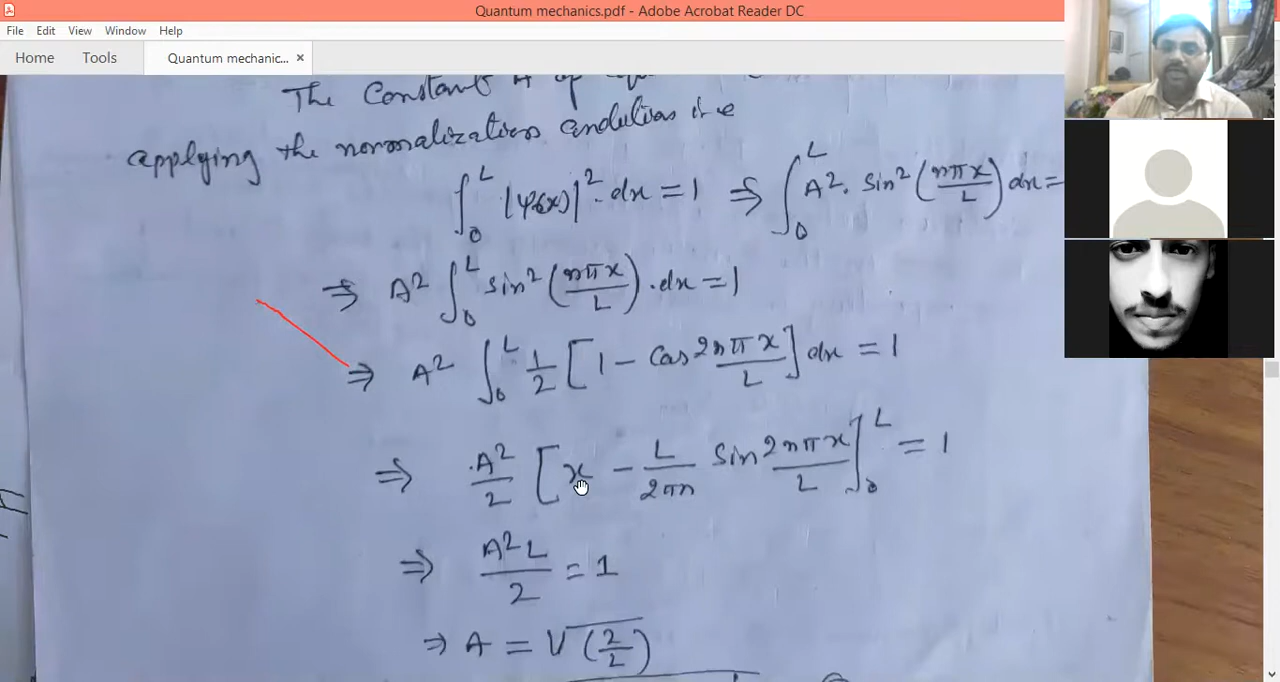 Quantum mechanics.pdf - Adobe Acrobat Reader DC
File Edit View Window Help
Home Tools Quantum mechanic... ×
The Constant A of
applying the normalization condition i.e
∫₀ᴸ |ψ(x)|² · dx = 1 ⇒ ∫₀ᴸ A² · Sin² (nπx/L) dx =
⇒ A² ∫₀ᴸ sin² (nπx/L) · dx = 1
⇒ A² ∫₀ᴸ 1/2 [1 − Cos 2nπx/L] dx = 1
⇒ A²/2 [x − L/2πn Sin 2nπx/L]₀ᴸ = 1
⇒ A²L/2 = 1
⇒ A = √(2/L)